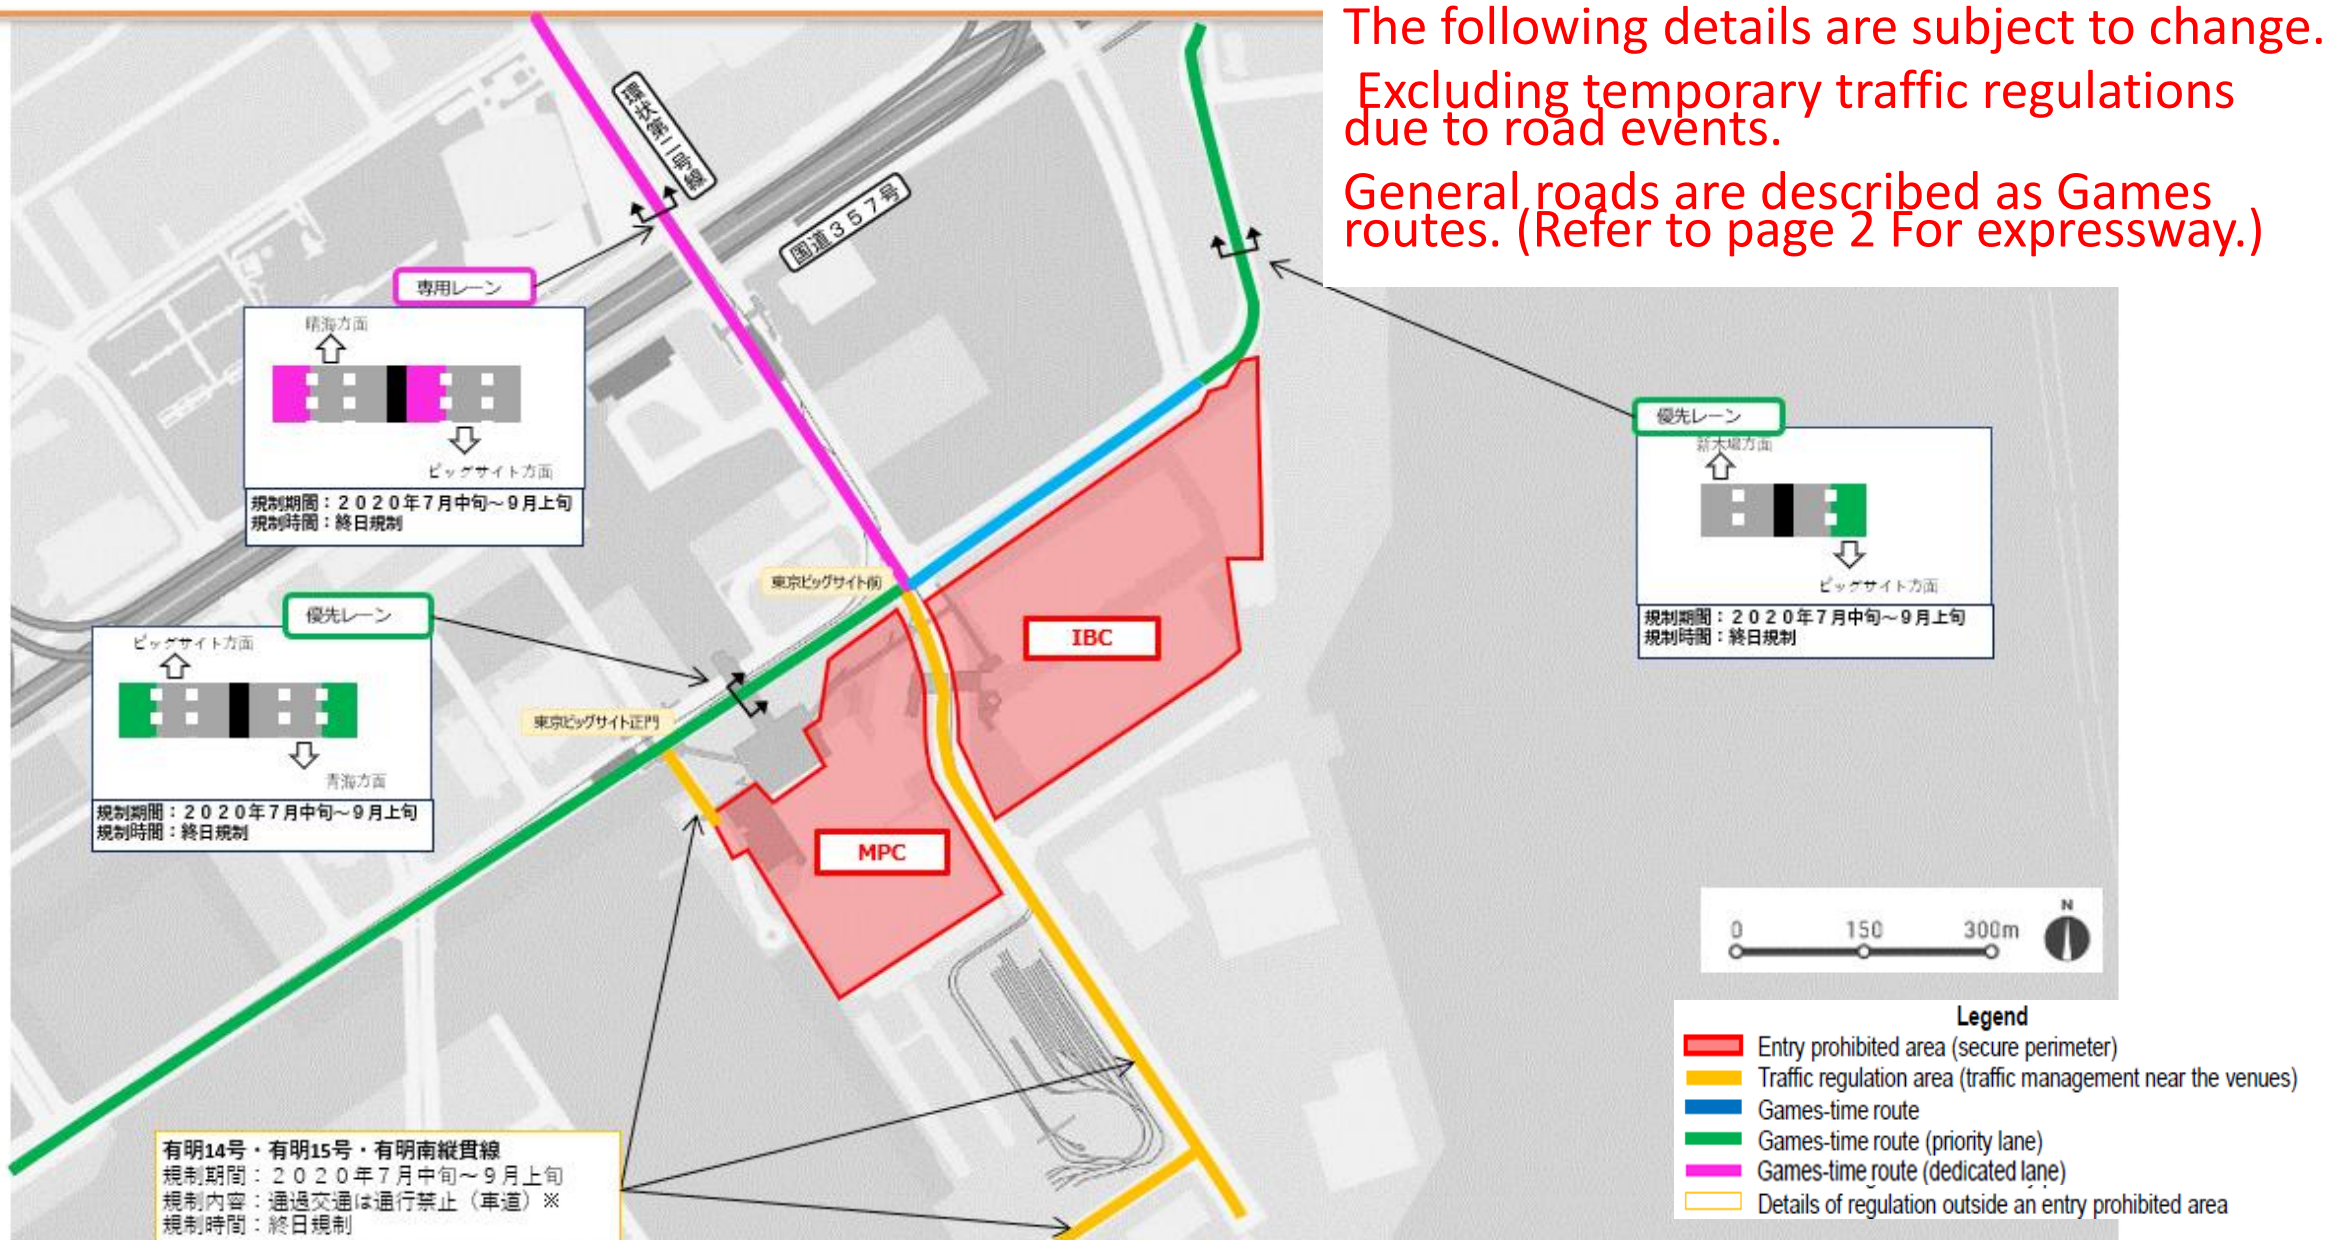 The following details are subject to change.
Excluding temporary traffic regulations
due to road events.
General roads are described as Games
routes. (Refer to page 2 For expressway.)
環状第二号線
国道３５７号
専用レーン
晴海方面
ビッグサイト方面
規制期間：２０２０年７月中旬～９月上旬
規制時間：終日規制
優先レーン
新木場方面
ビッグサイト方面
規制期間：２０２０年７月中旬～９月上旬
規制時間：終日規制
東京ビッグサイト前
優先レーン
ビッグサイト方面
青海方面
規制期間：２０２０年７月中旬～９月上旬
規制時間：終日規制
東京ビッグサイト正門
IBC
MPC
0 150 300m
N
Legend
Entry prohibited area (secure perimeter)
Traffic regulation area (traffic management near the venues)
Games-time route
Games-time route (priority lane)
Games-time route (dedicated lane)
Details of regulation outside an entry prohibited area
有明14号・有明15号・有明南縦貫線
規制期間：２０２０年７月中旬～９月上旬
規制内容：通過交通は通行禁止（車道）※
規制時間：終日規制